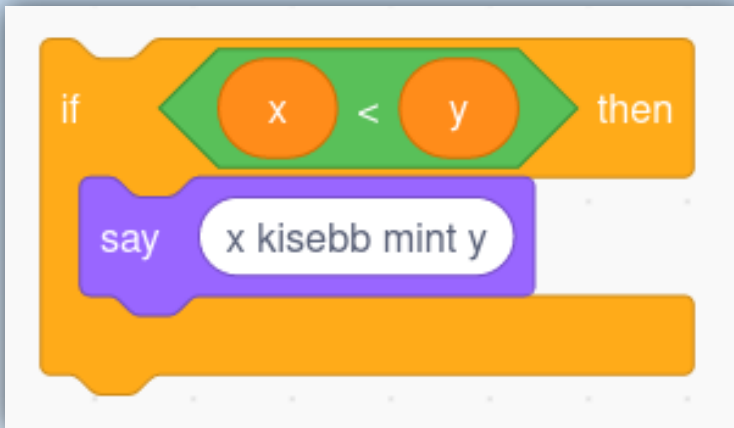 if x < y then
say x kisebb mint y